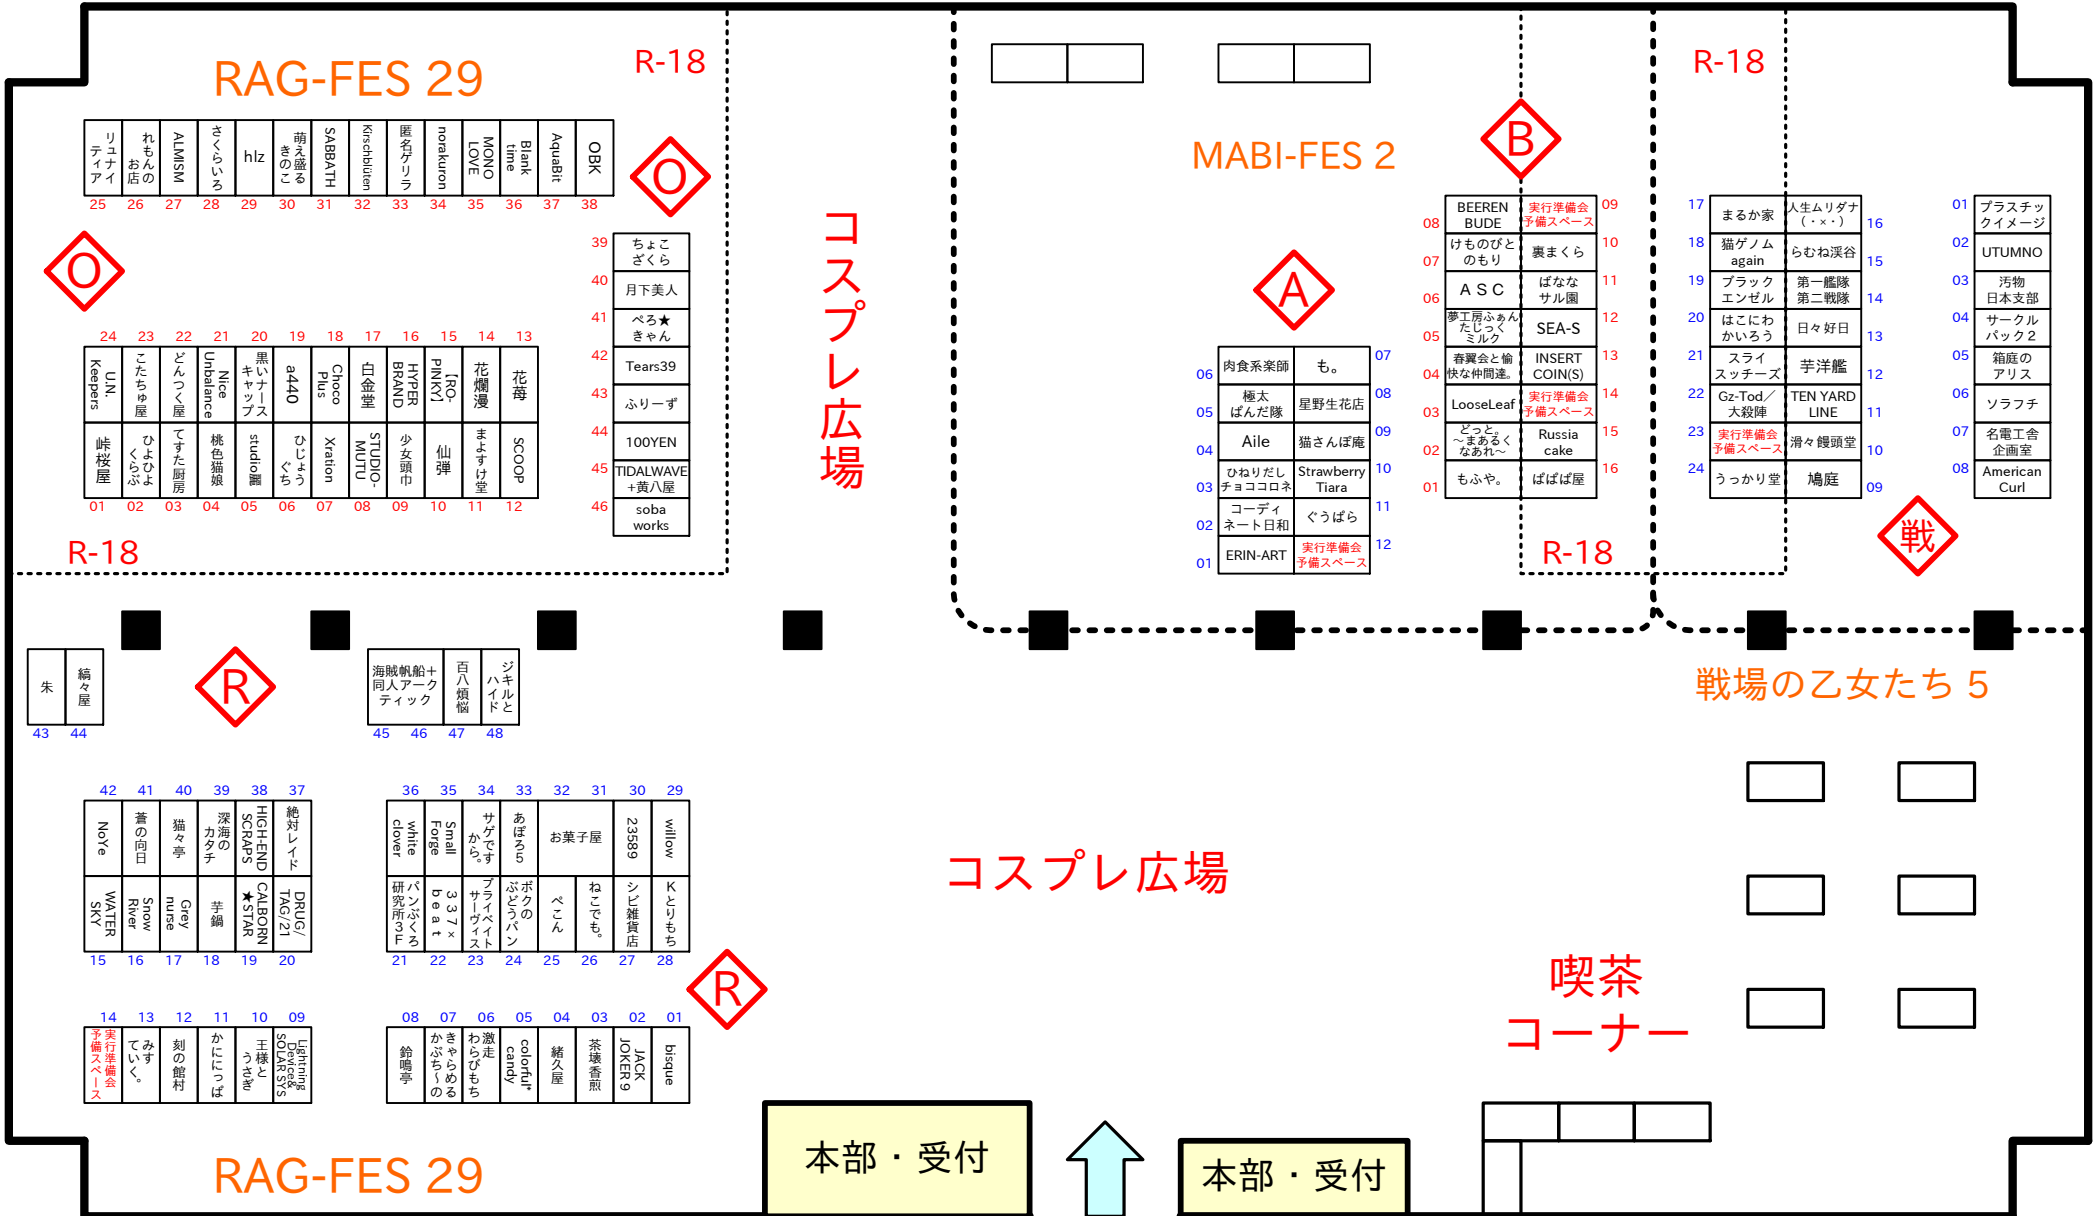 RAG-FES 29
R-18
リュナイ
ティア
れもんの
お店
ALMISM
さくらいろ
hlz
萌え盛る
きのこ
SABBATH
Kirschblüten
匿名ゲリラ
norakuron
MONO
LOVE
Blank
time
AquaBit
OBK
25 26 27 28 29 30 31 32 33 34 35 36 37 38
O
O
39 ちょこ
ざくら
40 月下美人
41 ぺろ★
きゃん
42 Tears39
43 ふりーず
44 100YEN
45 TIDALWAVE
+黄八屋
46 soba
works
24 23 22 21 20 19 18 17 16 15 14 13
U.N.
Keepers
こたちゅ屋
どんつく屋
Nice
Unbalance
黒いナース
キャップ
a440
Choco
Plus
白金堂
HYPER
BRAND
【RO-
PINKY】
花爛漫
花苺
峠桜屋
ひよひよ
くらぶ
てすた厨房
桃色猫娘
studio麗
ひじょう
ぐち
Xration
STUDIO-
MUTU
少女頭巾
仙弾
まよすけ堂
SCOOP
01 02 03 04 05 06 07 08 09 10 11 12
R-18
コスプレ広場
MABI-FES 2
A
06 肉食系楽師
も。 07
05 極太
ぱんだ隊
星野生花店 08
04 Aile
猫さんぽ庵 09
03 ひねりだし
チョココロネ
Strawberry
Tiara 10
02 コーディ
ネート日和
ぐうぱら 11
01 ERIN-ART
実行準備会
予備スペース 12
B
08 BEEREN
BUDE
実行準備会
予備スペース 09
07 けものびと
のもり
裏まくら 10
06 ASC
ばなな
サル園 11
05 夢工房ふぁん
たじっく
ミルク
SEA-S 12
04 春翼会と愉
快な仲間達。
INSERT
COIN(S) 13
03 LooseLeaf
実行準備会
予備スペース 14
02 どっと。
~まあるく
なあれ~
Russia
cake 15
01 もふや。
ぱぱぱ屋 16
R-18
R-18
17 まるか家
人生ムリダナ
(・×・) 16
18 猫ゲノム
again
らむね渓谷 15
19 ブラック
エンゼル
第一艦隊
第二戦隊 14
20 はこにわ
かいろう
日々好日 13
21 スライ
スッチーズ
芋洋艦 12
22 Gz-Tod/
大殺陣
TEN YARD
LINE 11
23 実行準備会
予備スペース
滑々饅頭堂 10
24 うっかり堂
鳩庭 09
01 プラスチッ
クイメージ
02 UTUMNO
03 汚物
日本支部
04 サークル
パック2
05 箱庭の
アリス
06 ソラフチ
07 名電工舎
企画室
08 American
Curl
戦
戦場の乙女たち 5
朱
縞々屋
43 44
R
海賊帆船+
同人アーク
ティック
百八煩悩
ジキルと
ハイド
45 46 47 48
42 41 40 39 38 37
NoYe
蒼の向日
猫々亭
深海の
カタチ
HIGH-END
SCRAPS
絶対レイド
WATER
SKY
Snow
River
Grey
nurse
芋鍋
CALBORN
★STAR
DRUG/
TAG/21
15 16 17 18 19 20
36 35 34 33 32 31 30 29
white
clover
Small
Forge
サゲです
から。
あぽろ5
お菓子屋
23589
willow
パンぶくろ
研究所3F
337×
beat
プライベイト
サーヴィス
ボクの
ぶどうパン
ぺこん
ねこでも。
シビ雑貨店
Kとりもち
21 22 23 24 25 26 27 28
R
14 13 12 11 10 09
実行準備会
予備スペース
みす
ていく。
刻の館村
かににっぱ
王様と
うさぎ
Lightning
Device&
SOLAR SYS
08 07 06 05 04 03 02 01
鈴鳴亭
きゃらめる
かぷち~の
激走
わらびもち
colorful*
candy
緒久屋
茶壊香煎
JACK
JOKER 9
bisque
RAG-FES 29
コスプレ広場
喫茶
コーナー
本部・受付
本部・受付